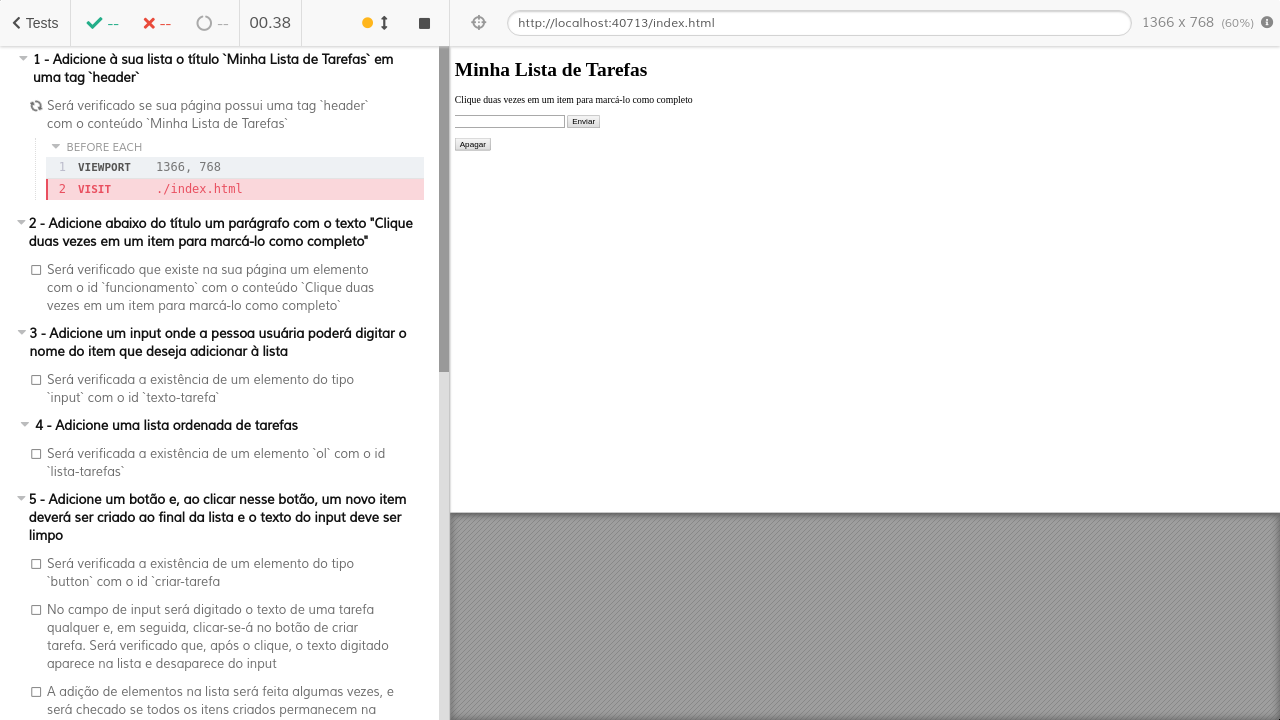 Tests
--
--
--
00.38
http://localhost:40713/index.html
1366 x 768 (60%)
1 - Adicione à sua lista o título `Minha Lista de Tarefas` em
uma tag `header`
Será verificado se sua página possui uma tag `header`
com o conteúdo `Minha Lista de Tarefas`
BEFORE EACH
1 VIEWPORT 1366, 768
2 VISIT ./index.html
2 - Adicione abaixo do título um parágrafo com o texto "Clique
duas vezes em um item para marcá-lo como completo"
Será verificado que existe na sua página um elemento
com o id `funcionamento` com o conteúdo `Clique duas
vezes em um item para marcá-lo como completo`
3 - Adicione um input onde a pessoa usuária poderá digitar o
nome do item que deseja adicionar à lista
Será verificada a existência de um elemento do tipo
`input` com o id `texto-tarefa`
4 - Adicione uma lista ordenada de tarefas
Será verificada a existência de um elemento `ol` com o id
`lista-tarefas`
5 - Adicione um botão e, ao clicar nesse botão, um novo item
deverá ser criado ao final da lista e o texto do input deve ser
limpo
Será verificada a existência de um elemento do tipo
`button` com o id `criar-tarefa
No campo de input será digitado o texto de uma tarefa
qualquer e, em seguida, clicar-se-á no botão de criar
tarefa. Será verificado que, após o clique, o texto digitado
aparece na lista e desaparece do input
A adição de elementos na lista será feita algumas vezes, e
será checado se todos os itens criados permanecem na
Minha Lista de Tarefas
Clique duas vezes em um item para marcá-lo como completo
Enviar
Apagar